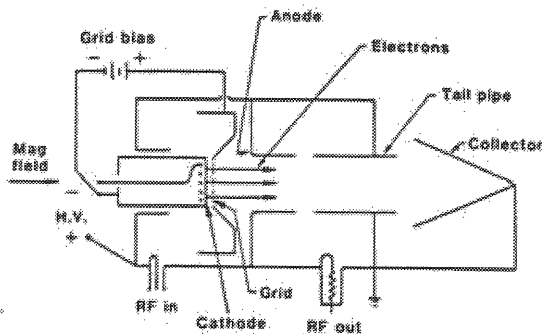 Anode
Grid bias
− +
Electrons
Tail pipe
Collector
Mag
field
−
H.V.
+
RF in
Grid
Cathode
RF out